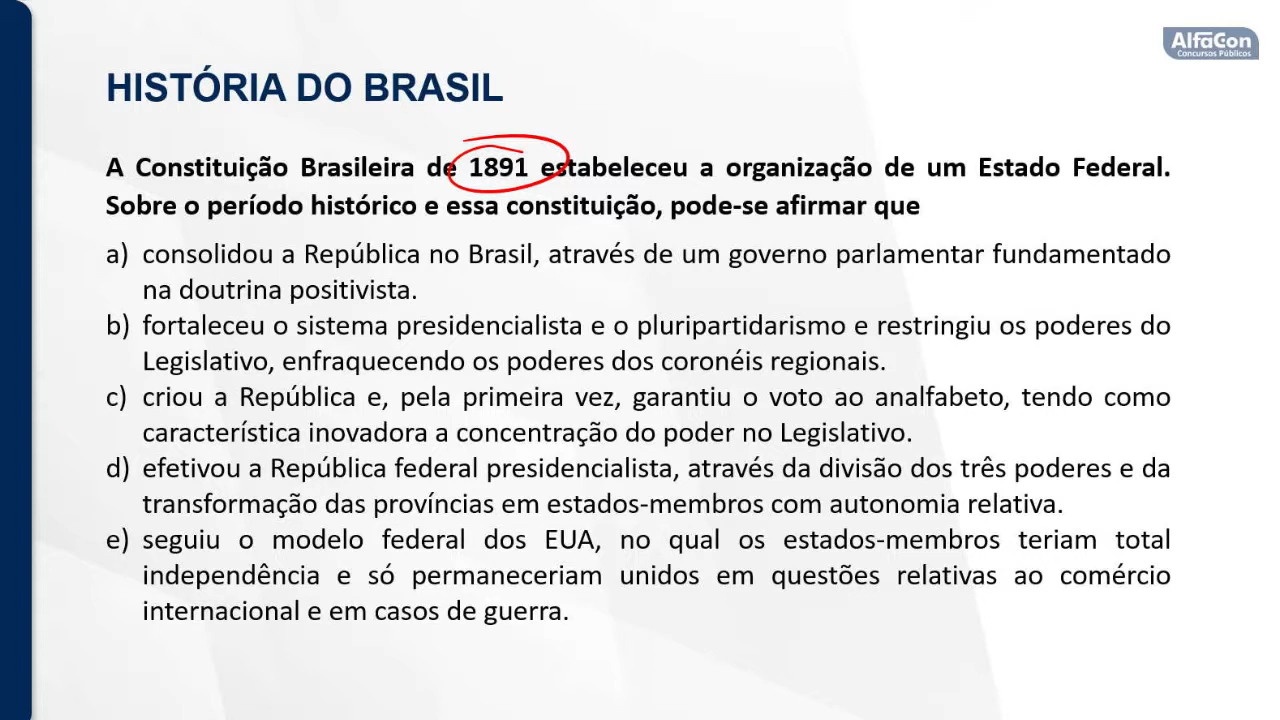 AlfaCon
Concursos Públicos
HISTÓRIA DO BRASIL
A Constituição Brasileira de 1891 estabeleceu a organização de um Estado Federal.
Sobre o período histórico e essa constituição, pode-se afirmar que
a) consolidou a República no Brasil, através de um governo parlamentar fundamentado
na doutrina positivista.
b) fortaleceu o sistema presidencialista e o pluripartidarismo e restringiu os poderes do
Legislativo, enfraquecendo os poderes dos coronéis regionais.
c) criou a República e, pela primeira vez, garantiu o voto ao analfabeto, tendo como
característica inovadora a concentração do poder no Legislativo.
d) efetivou a República federal presidencialista, através da divisão dos três poderes e da
transformação das províncias em estados-membros com autonomia relativa.
e) seguiu o modelo federal dos EUA, no qual os estados-membros teriam total
independência e só permaneceriam unidos em questões relativas ao comércio
internacional e em casos de guerra.